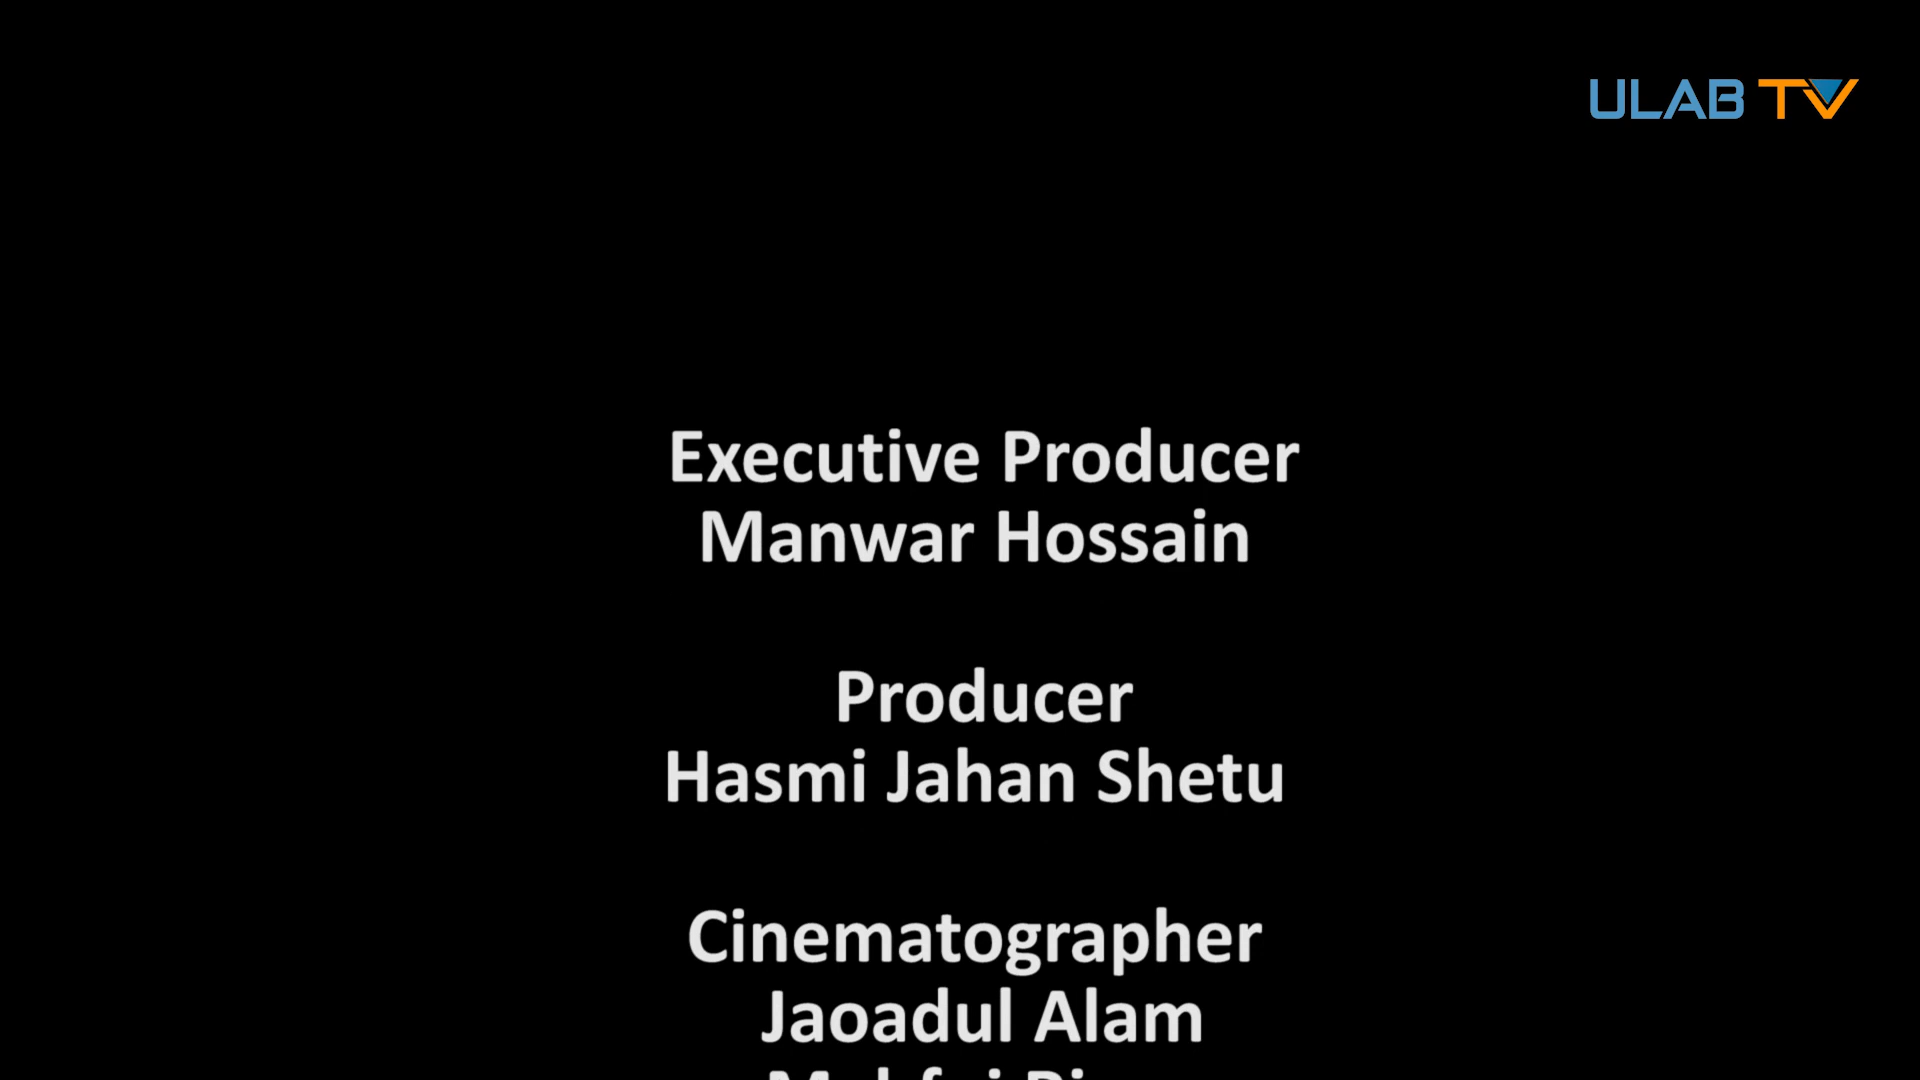 ULAB TV
Executive Producer
Manwar Hossain
Producer
Hasmi Jahan Shetu
Cinematographer
Jaoadul Alam